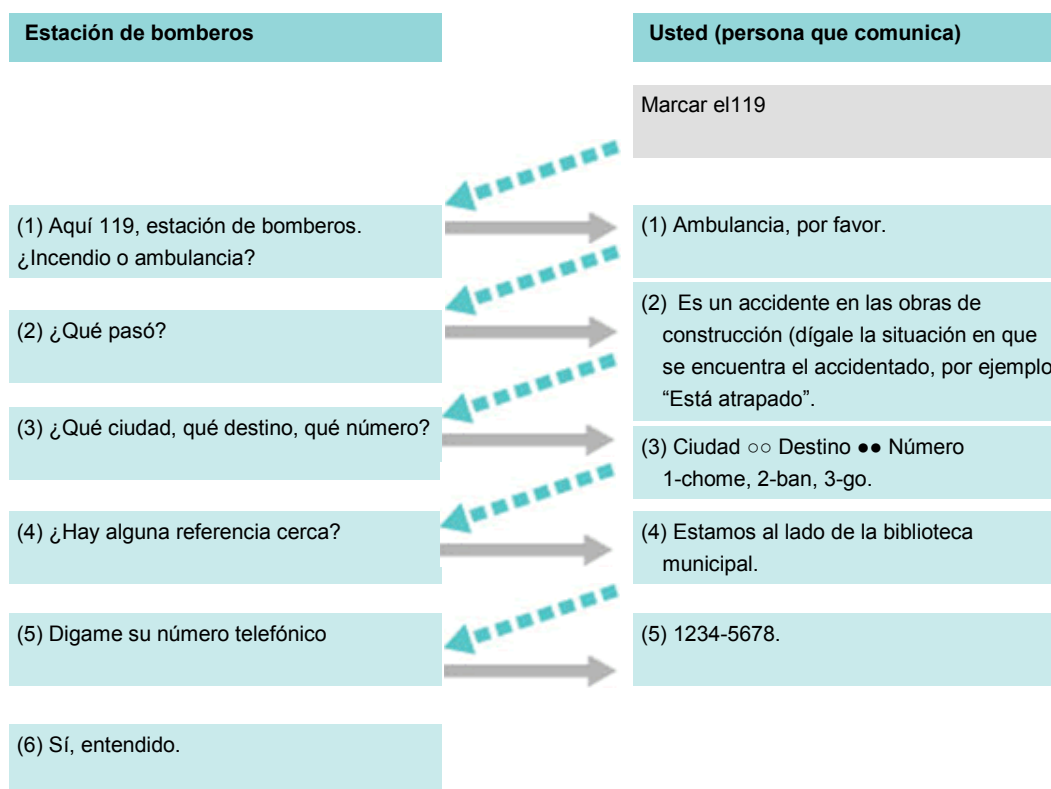 Estación de bomberos
Usted (persona que comunica)
Marcar el119
(1) Aquí 119, estación de bomberos.
¿Incendio o ambulancia?
(1) Ambulancia, por favor.
(2) ¿Qué pasó?
(2) Es un accidente en las obras de
construcción (dígale la situación en que
se encuentra el accidentado, por ejemplo
“Está atrapado”.
(3) ¿Qué ciudad, qué destino, qué número?
(3) Ciudad ○○ Destino ●● Número
1-chome, 2-ban, 3-go.
(4) ¿Hay alguna referencia cerca?
(4) Estamos al lado de la biblioteca
municipal.
(5) Digame su número telefónico
(5) 1234-5678.
(6) Sí, entendido.